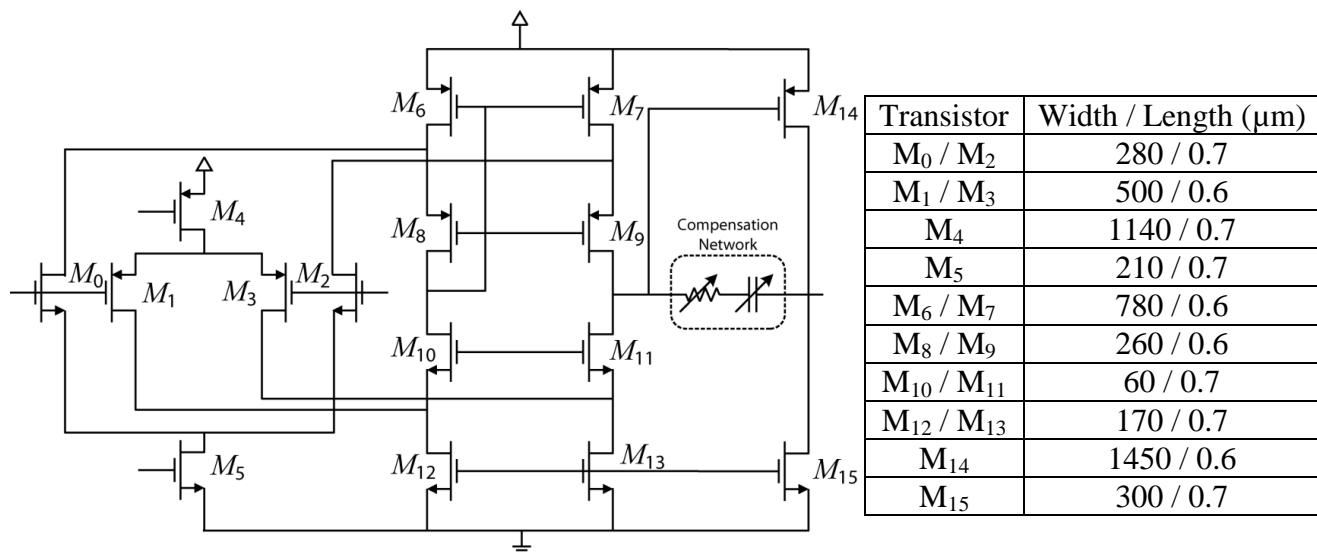 M6
M7
M14
M4
M8
M9
Compensation
Network
M0
M2
M1
M3
M10
M11
M5
M12
M13
M15
Transistor Width / Length (µm)
M0 / M2 280 / 0.7
M1 / M3 500 / 0.6
M4 1140 / 0.7
M5 210 / 0.7
M6 / M7 780 / 0.6
M8 / M9 260 / 0.6
M10 / M11 60 / 0.7
M12 / M13 170 / 0.7
M14 1450 / 0.6
M15 300 / 0.7